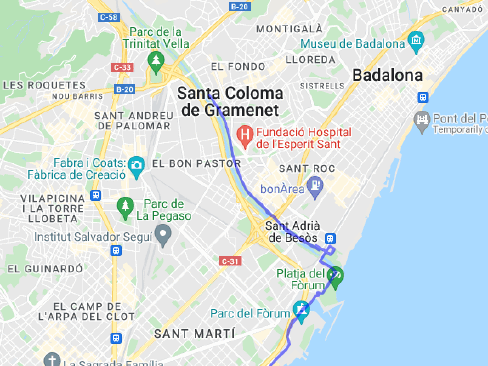 C-58
B-20
MONTIGALÀ
CANYADÓ
Parc de la
Trinitat Vella
Museu de Badalona
EL FONDO
LLOREDA
C-33
Badalona
LES ROQUETES
B-20
NOU BARRIS
Santa Coloma
de Gramenet
SISTRELLS
SANT ANDREU
DE PALOMAR
Pont del P
Temporarily c
Fundació Hospital
de l'Esperit Sant
Fabra i Coats:
Fàbrica de Creació
EL BON PASTOR
SANT ROC
bonÀrea
VILAPICINA
I LA TORRE
LLOBETA
Parc de
La Pegaso
Sant Adrià
de Besòs
Institut Salvador Seguí
C-31
EL GUINARDÓ
Platja del
Fòrum
EL CAMP DE
L'ARPA DEL CLOT
Parc del Fòrum
SANT MARTÍ
La Sagrada Família